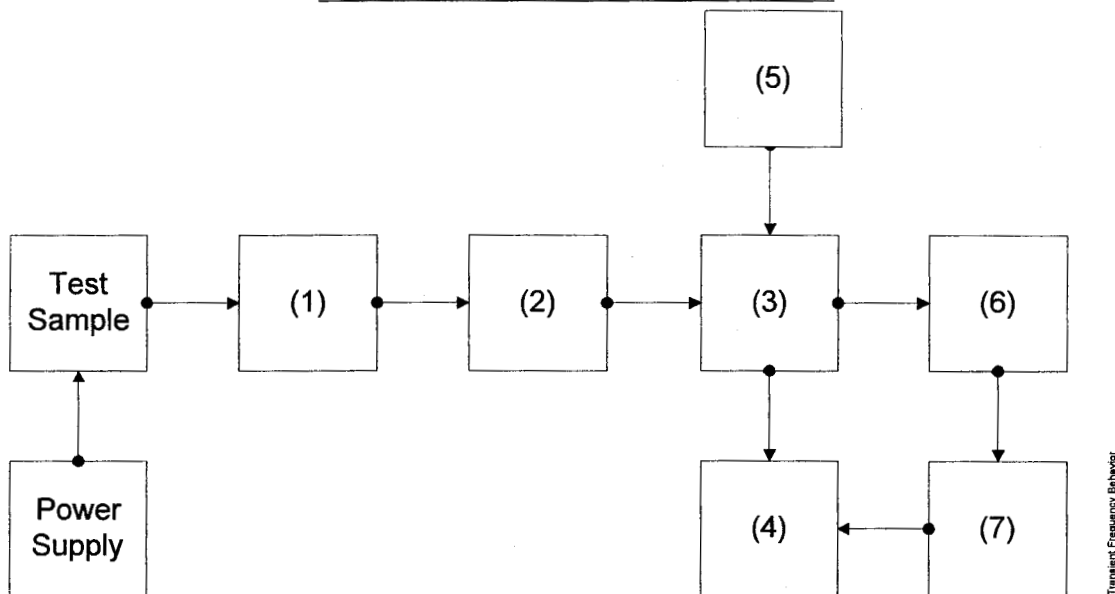 (5)
Test
Sample
(1)
(2)
(3)
(6)
Power
Supply
(4)
(7)
Transient Frequency Behavior